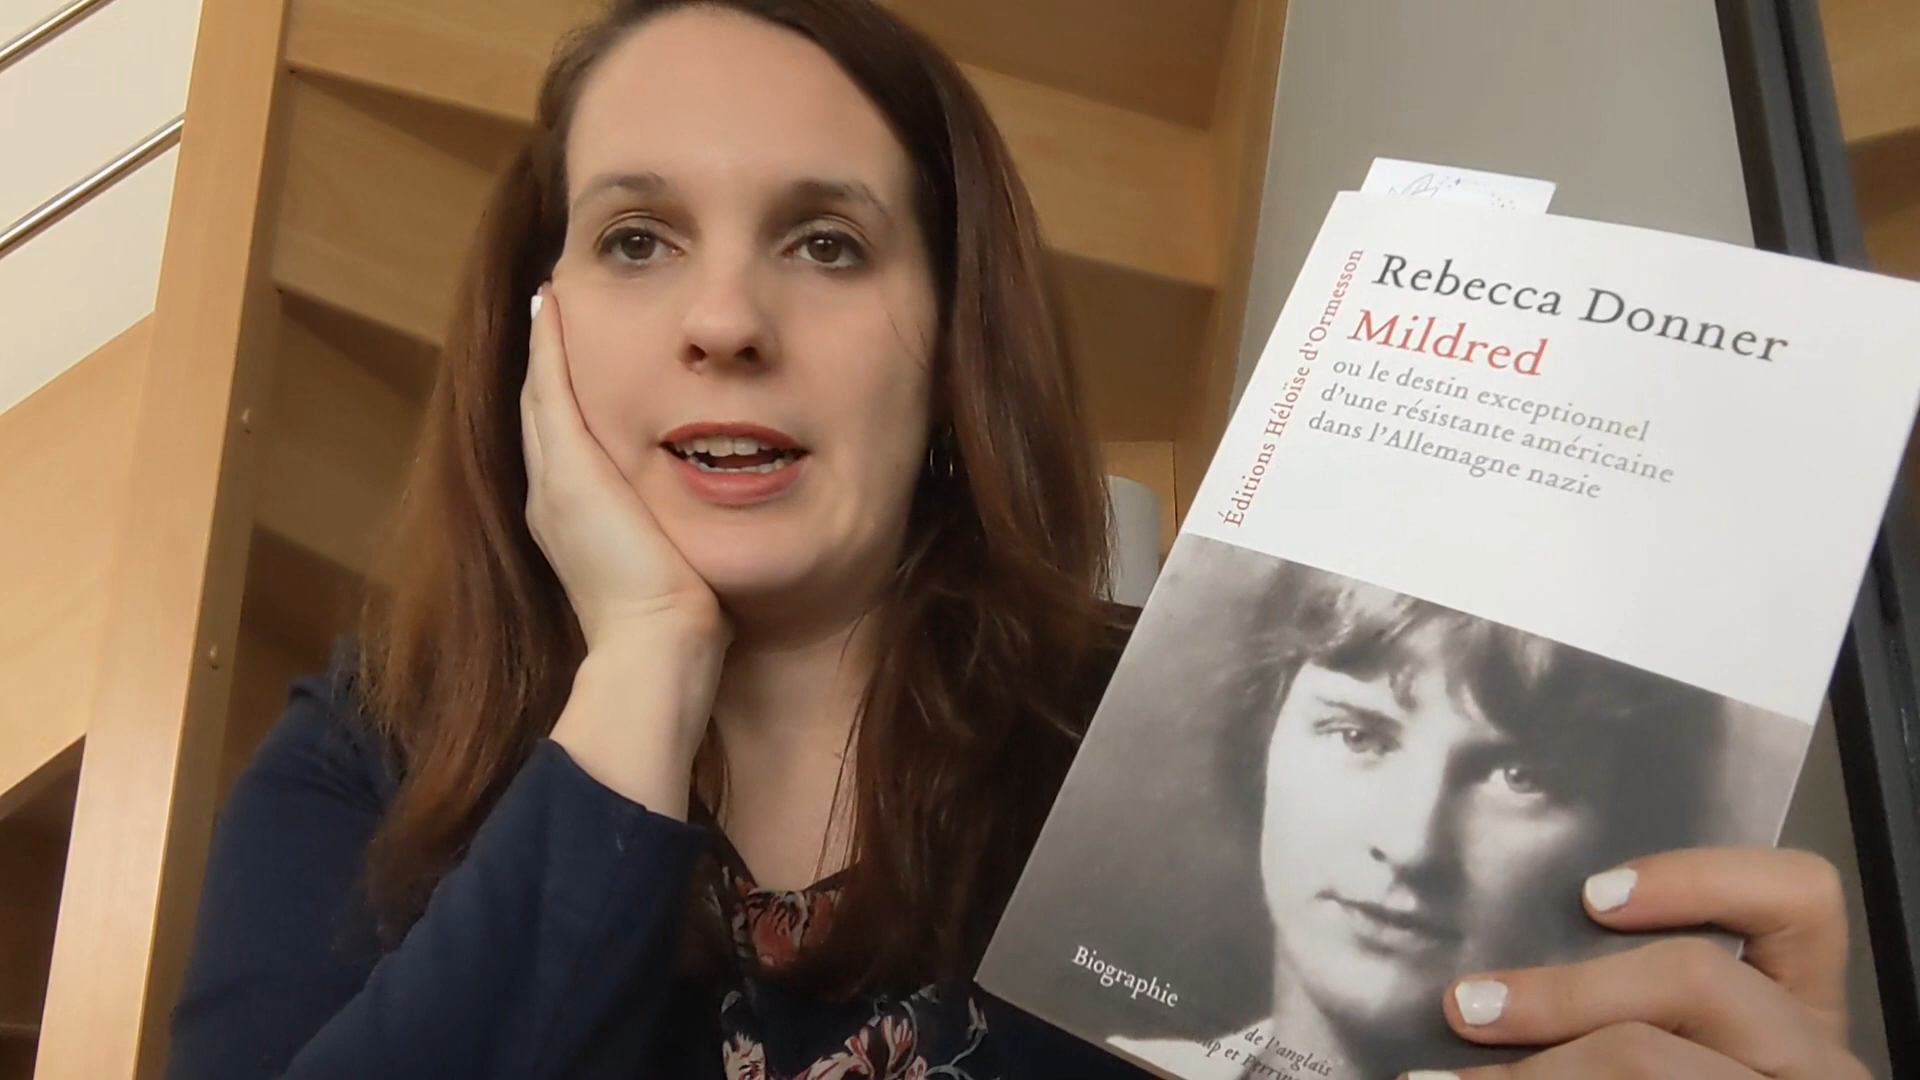 Rebecca Donner
Mildred
ou le destin exceptionnel
d'une résistante américaine
dans l'Allemagne nazie
Éditions Héloïse d'Ormesson
Biographie
de l'anglais
et